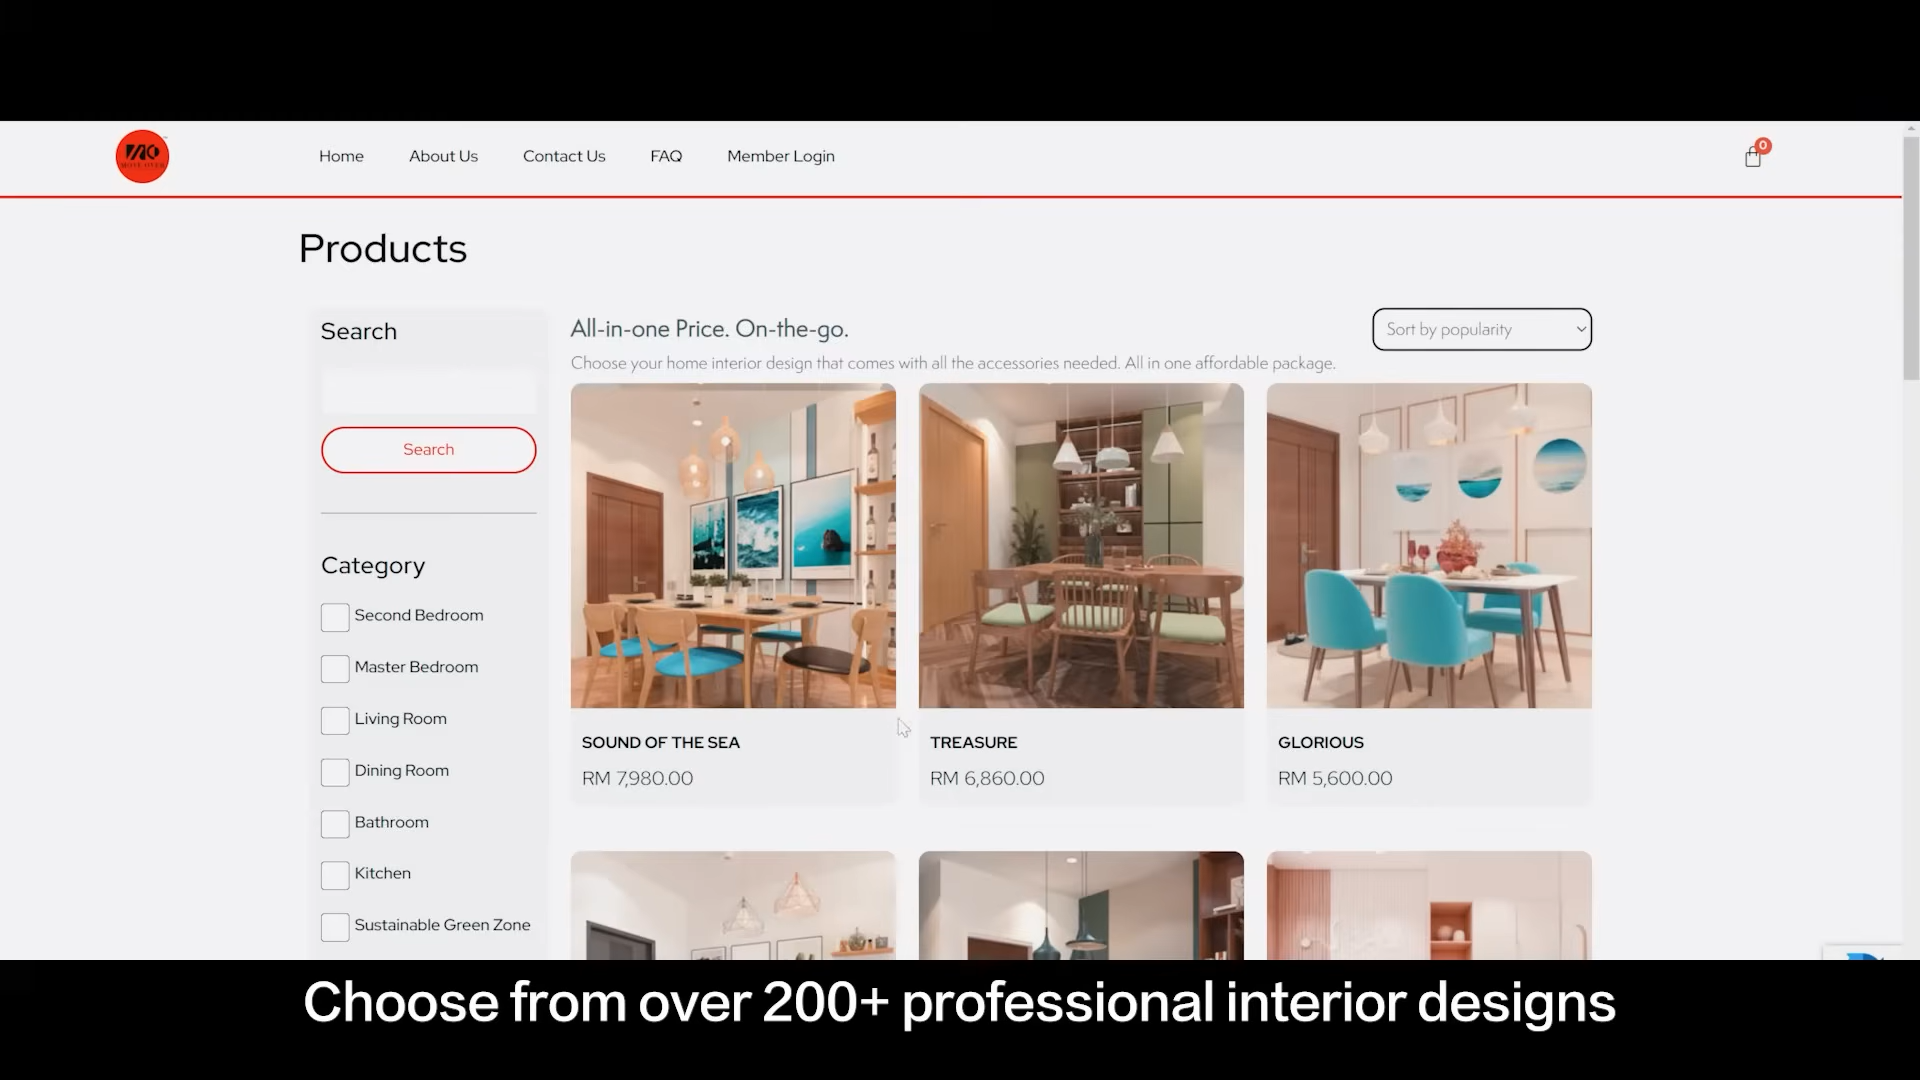 MOVE OVER
Home
About Us
Contact Us
FAQ
Member Login
0
Products
Search
Search
Category
Second Bedroom
Master Bedroom
Living Room
Dining Room
Bathroom
Kitchen
Sustainable Green Zone
All-in-one Price. On-the-go.
Sort by popularity
Choose your home interior design that comes with all the accessories needed. All in one affordable package.
SOUND OF THE SEA
RM 7,980.00
TREASURE
RM 6,860.00
GLORIOUS
RM 5,600.00
Choose from over 200+ professional interior designs